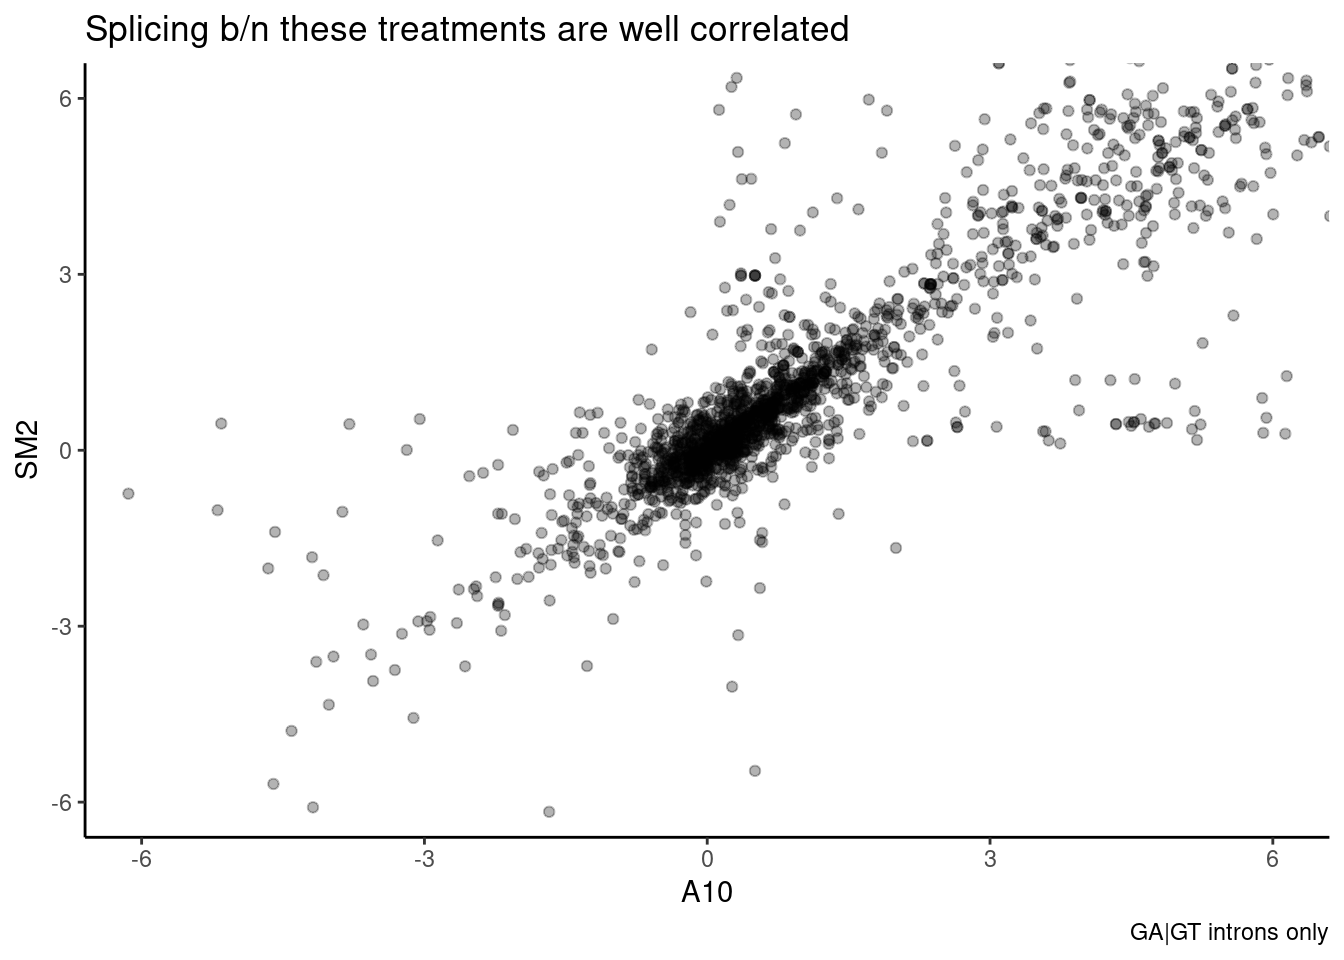 Splicing b/n these treatments are well correlated
6
3
0
-3
-6
SM2
-6
-3
0
3
6
A10
GA|GT introns only